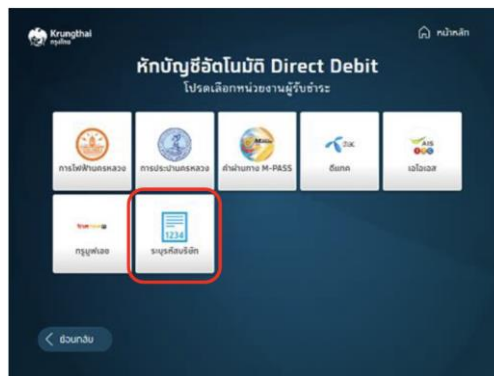 Krungthai
กรุงไทย
หน้าหลัก
หักบัญชีอัตโนมัติ Direct Debit
โปรดเลือกหน่วยงานผู้รับชำระ
การไฟฟ้านครหลวง
การประปานครหลวง
ค่าผ่านทาง M-PASS
ดีแทค
AIS
เอไอเอส
ทรูมูฟเอช
1234
ระบุรหัสบริษัท
ย้อนกลับ